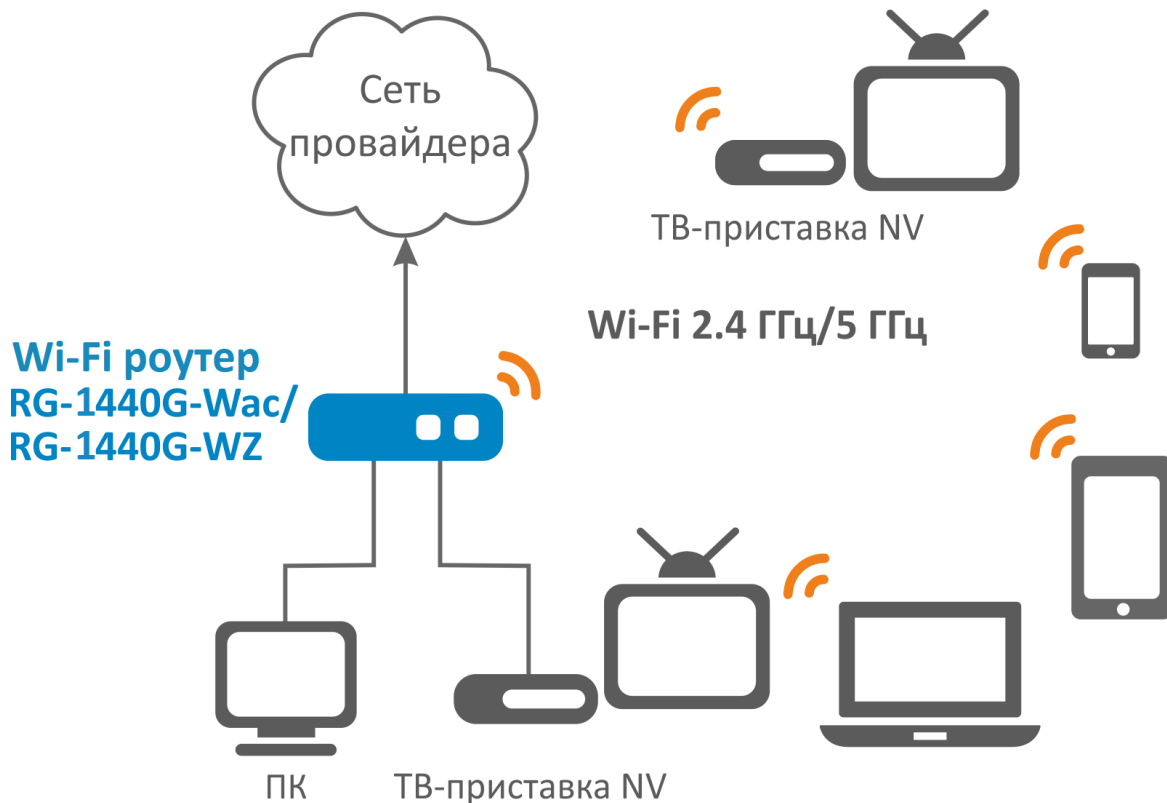 Сеть
провайдера
ТВ-приставка NV
Wi-Fi 2.4 ГГц/5 ГГц
Wi-Fi роутер
RG-1440G-Wac/
RG-1440G-WZ
ПК
ТВ-приставка NV